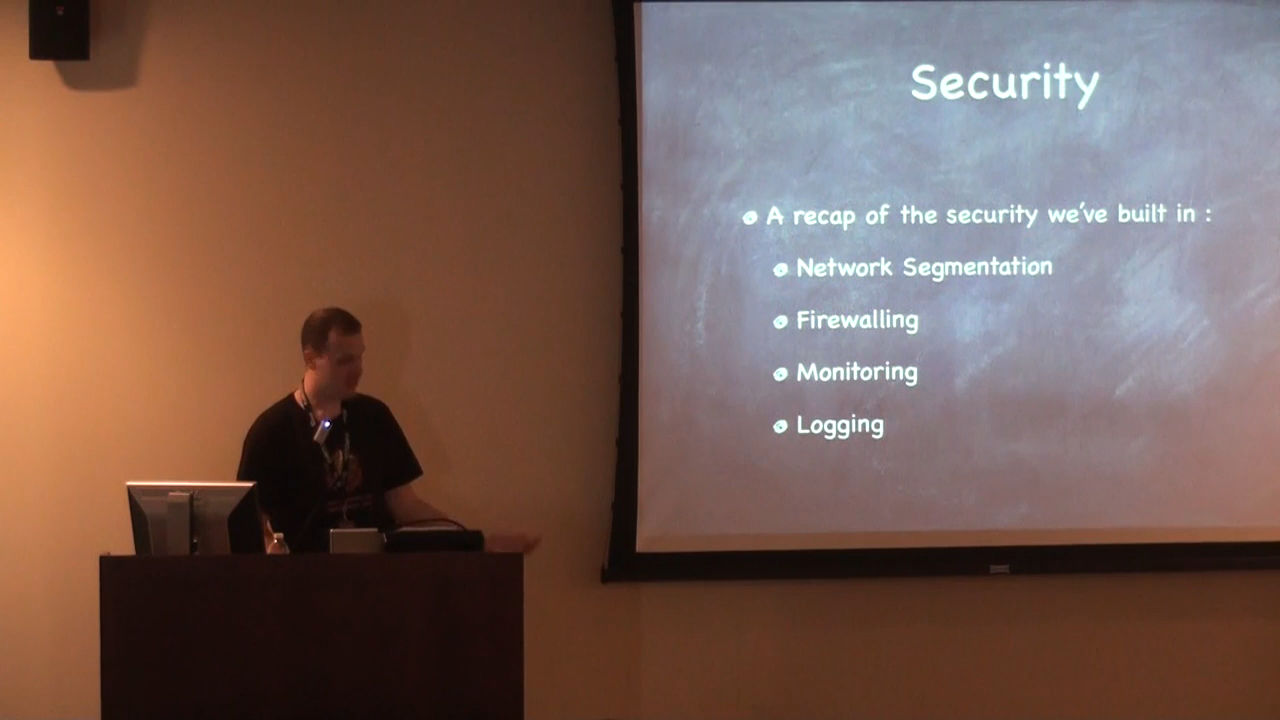 Security
A recap of the security we've built in :
Network Segmentation
Firewalling
Monitoring
Logging